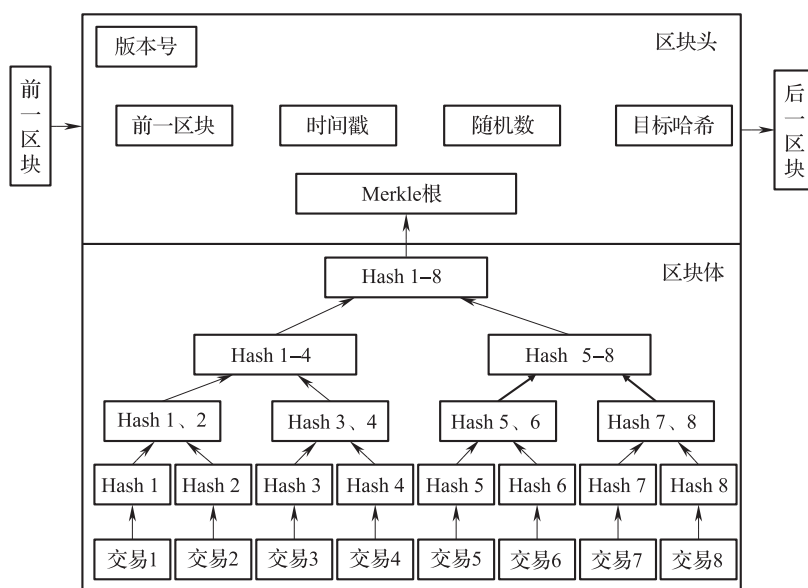 版本号
区块头
前一区块
前一区块
时间戳
随机数
目标哈希
后一区块
Merkle根
区块体
Hash 1–8
Hash 1–4
Hash 5–8
Hash 1、2
Hash 3、4
Hash 5、6
Hash 7、8
Hash 1
Hash 2
Hash 3
Hash 4
Hash 5
Hash 6
Hash 7
Hash 8
交易1
交易2
交易3
交易4
交易5
交易6
交易7
交易8